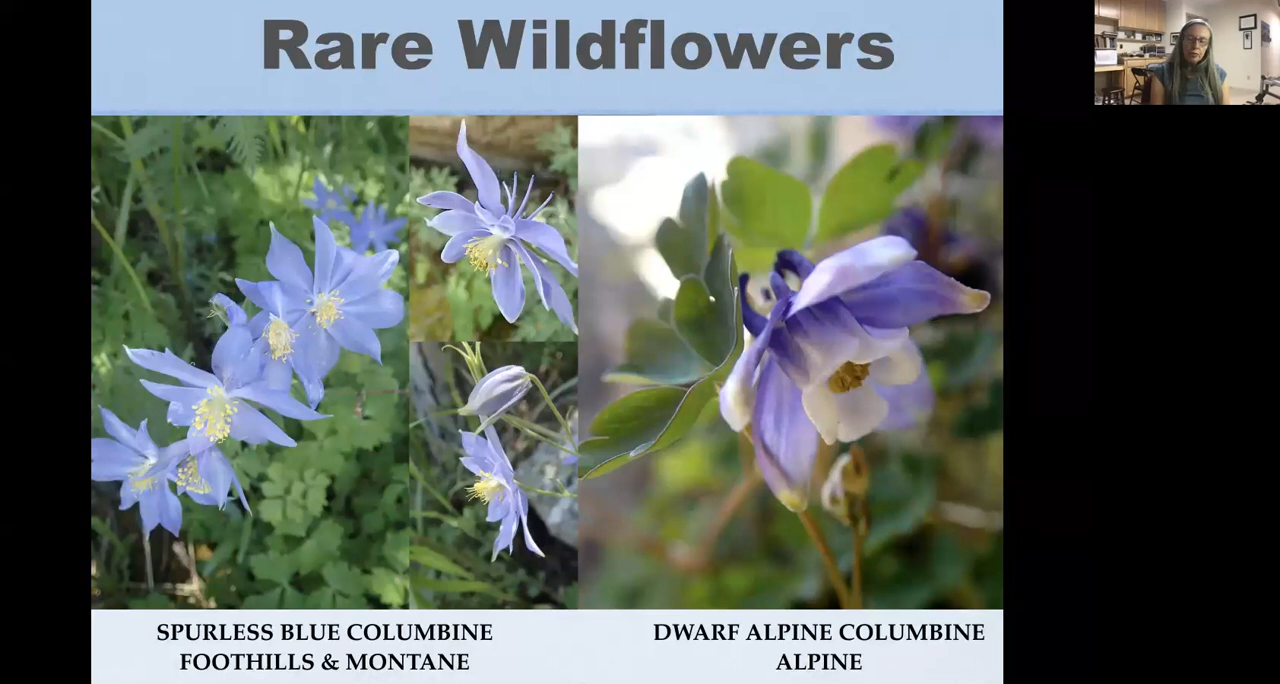 Rare Wildflowers
SPURLESS BLUE COLUMBINE
FOOTHILLS & MONTANE
DWARF ALPINE COLUMBINE
ALPINE